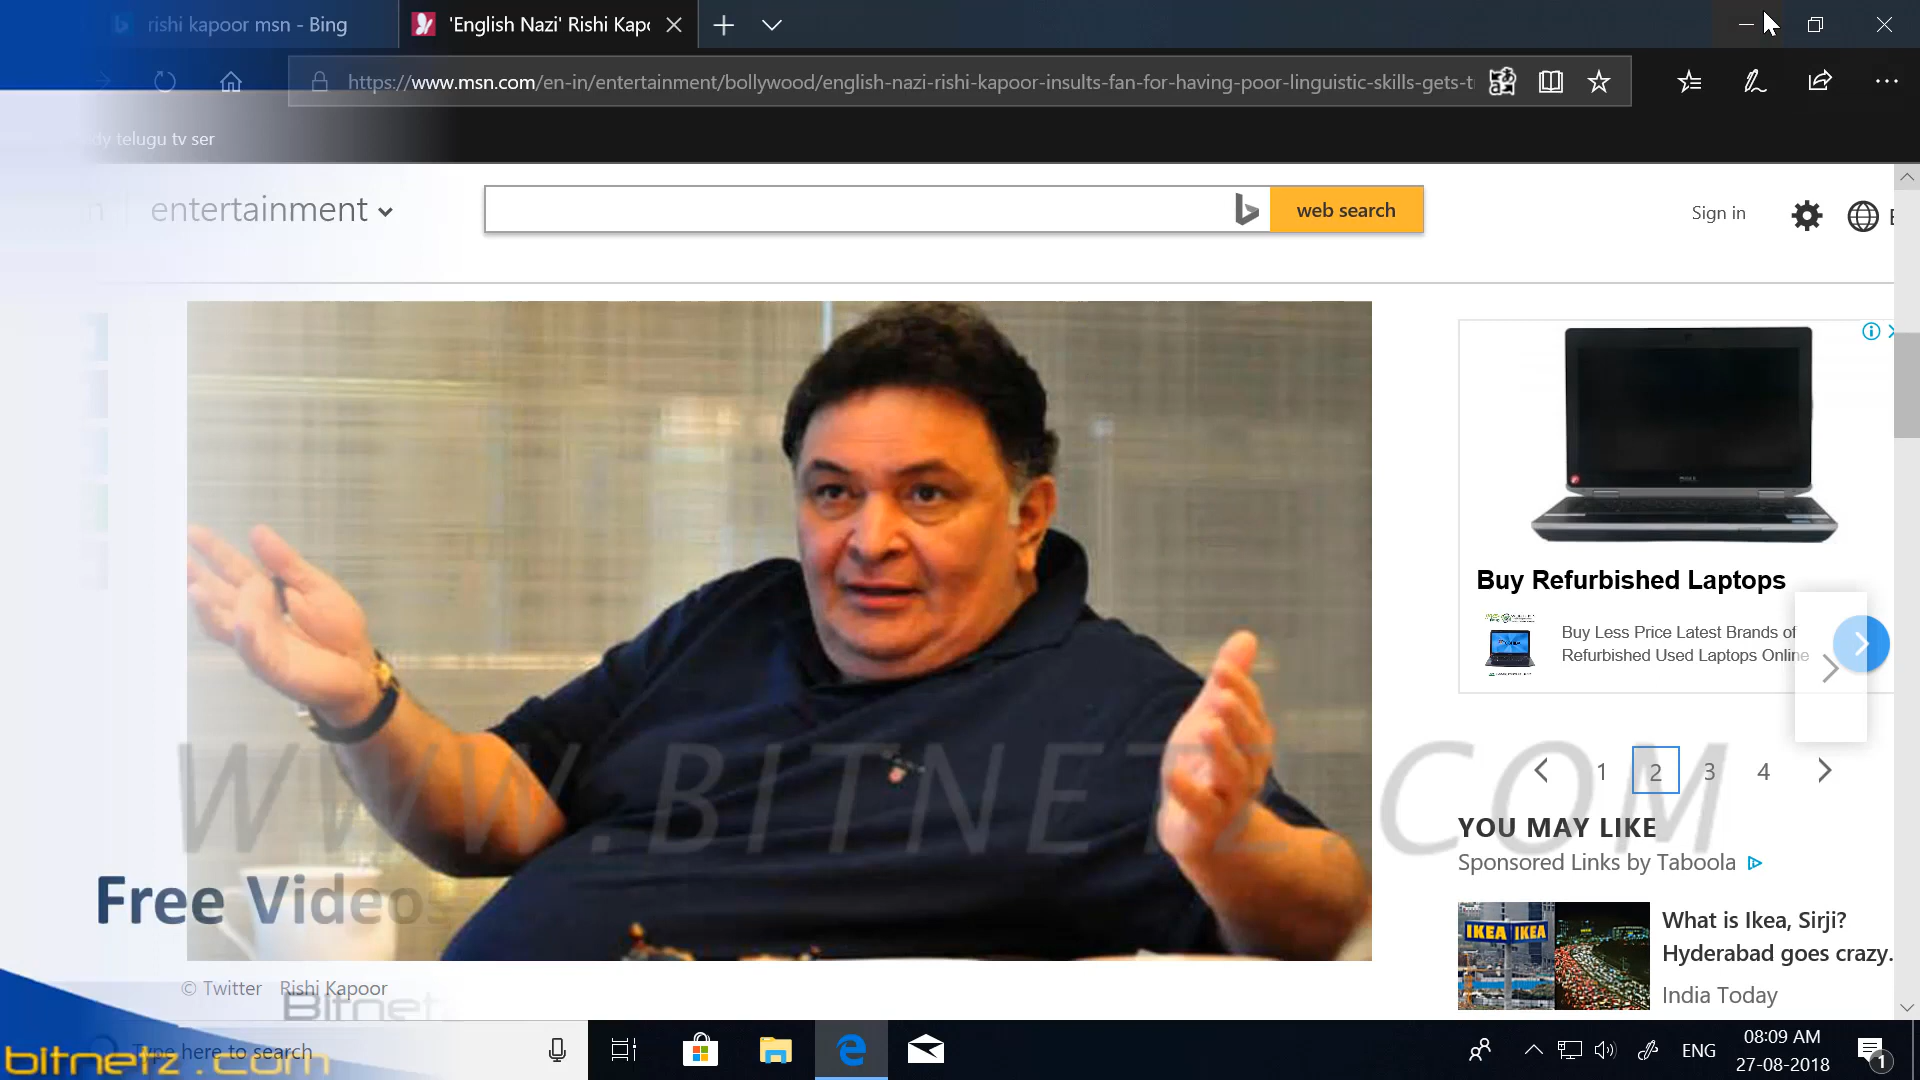 rishi kapoor msn - Bing
'English Nazi' Rishi Kapo
https://www.msn.com/en-in/entertainment/bollywood/english-nazi-rishi-kapoor-insults-fan-for-having-poor-linguistic-skills-gets-t
dy telugu tv ser
entertainment
web search
Sign in
Buy Refurbished Laptops
Buy Less Price Latest Brands of
Refurbished Used Laptops Online
WWW.BITNETZ.COM
1 2 3 4
YOU MAY LIKE
Sponsored Links by Taboola
Free Videos
IKEA IKEA
What is Ikea, Sirji?
Hyderabad goes crazy.
India Today
© Twitter Rishi Kapoor
Bitnetz
Type here to search
bitnetz.com
ENG
08:09 AM
27-08-2018
1